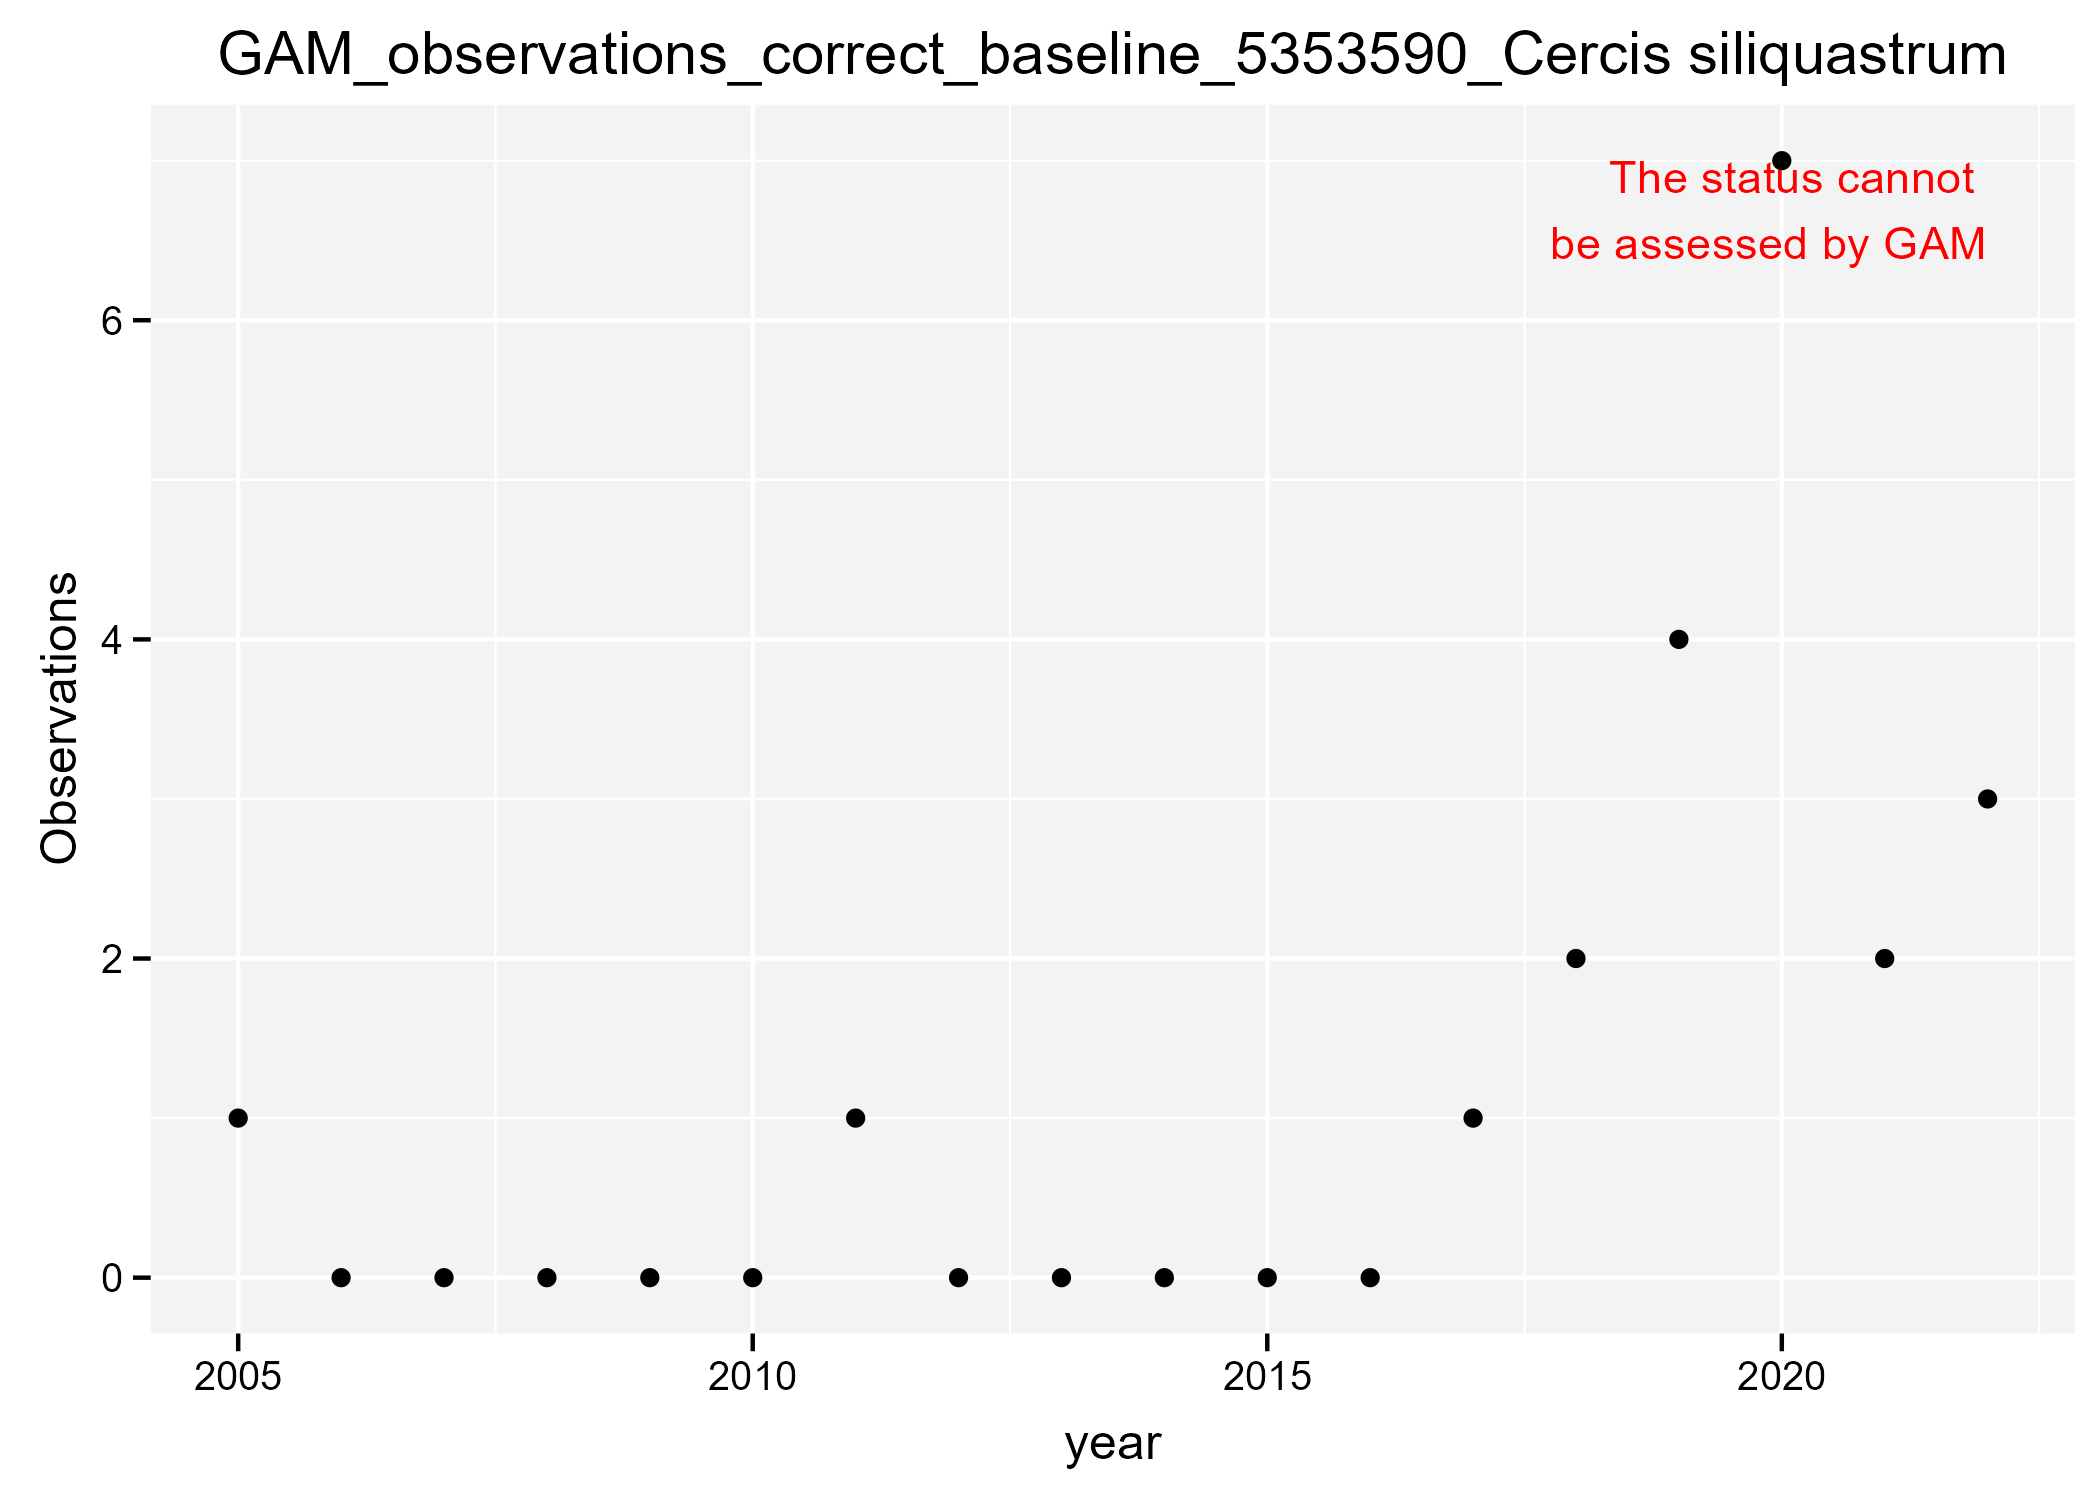 GAM_observations_correct_baseline_5353590_Cercis siliquastrum
The status cannot
be assessed by GAM
6
4
2
0
Observations
2005 2010 2015 2020
year